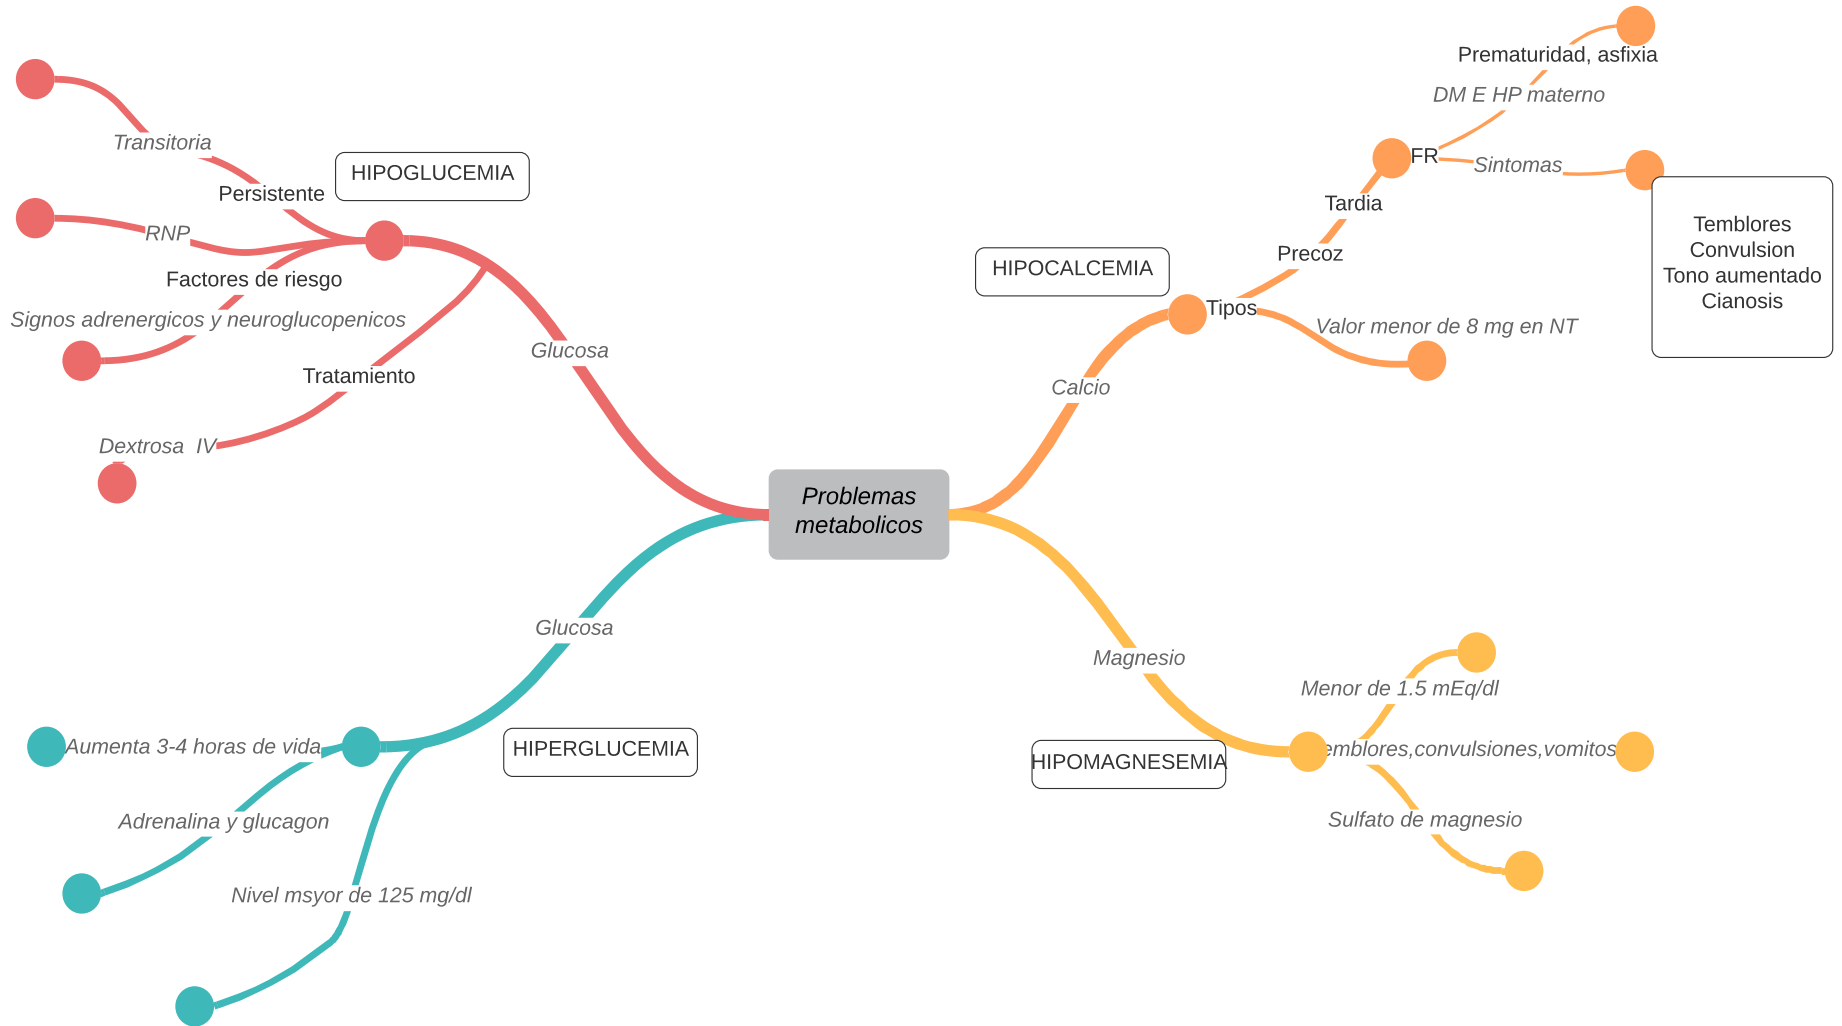 Transitoria
Persistente
HIPOGLUCEMIA
RNP
Factores de riesgo
Signos adrenergicos y neuroglucopenicos
Glucosa
Tratamiento
Dextrosa  IV
Prematuridad, asfixia
DM E HP materno
FR
Sintomas
Tardia
Temblores
Convulsion
Tono aumentado
Cianosis
Precoz
HIPOCALCEMIA
Tipos
Valor menor de 8 mg en NT
Calcio
Problemas
metabolicos
Glucosa
Aumenta 3-4 horas de vida
HIPERGLUCEMIA
Adrenalina y glucagon
Nivel msyor de 125 mg/dl
Magnesio
Menor de 1.5 mEq/dl
HIPOMAGNESEMIA
emblores,convulsiones,vomitos
Sulfato de magnesio